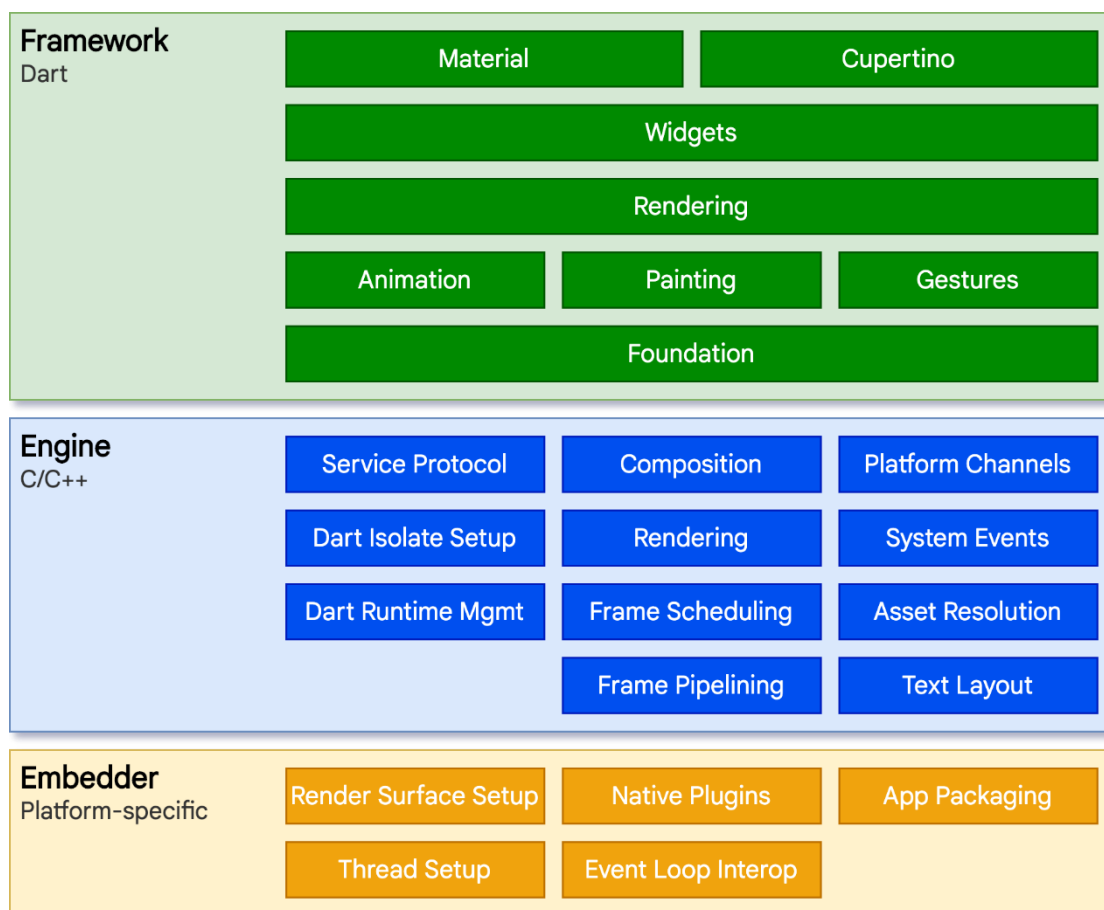 Framework
Dart
Material
Cupertino
Widgets
Rendering
Animation
Painting
Gestures
Foundation
Engine
C/C++
Service Protocol
Composition
Platform Channels
Dart Isolate Setup
Rendering
System Events
Dart Runtime Mgmt
Frame Scheduling
Asset Resolution
Frame Pipelining
Text Layout
Embedder
Platform-specific
Render Surface Setup
Native Plugins
App Packaging
Thread Setup
Event Loop Interop